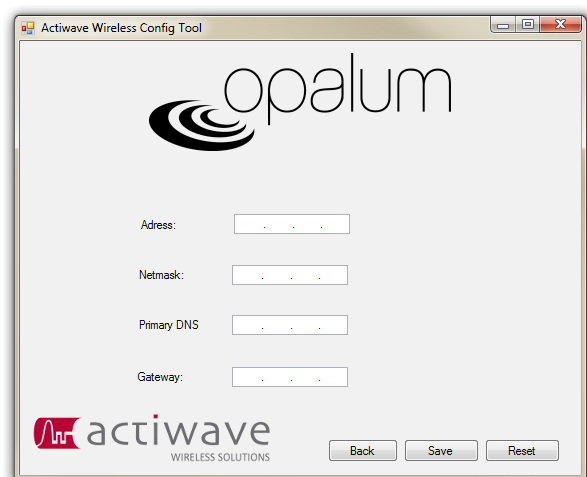 Actiwave Wireless Config Tool
opalum
Adress: . . .
Netmask: . . .
Primary DNS . . .
Gateway: . . .
actiwave
WIRELESS SOLUTIONS
Back Save Reset